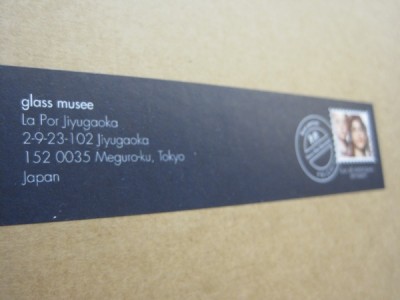 glass musee
La Por Jiyugaoka
2-9-23-102 Jiyugaoka
152 0035 Meguro-ku, Tokyo
Japan